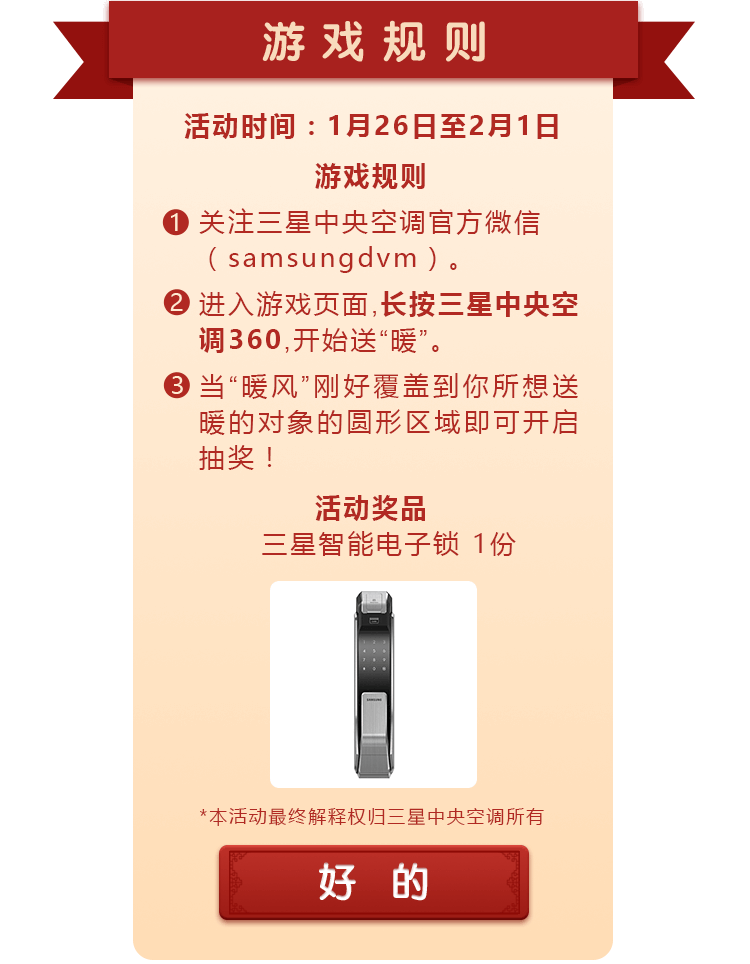 游戏规则
活动时间：1月26日至2月1日
游戏规则
1 关注三星中央空调官方微信
（samsungdvm）。
2 进入游戏页面,长按三星中央空
调360,开始送“暖”。
3 当“暖风”刚好覆盖到你所想送
暖的对象的圆形区域即可开启
抽奖！
活动奖品
三星智能电子锁 1份
SAMSUNG
*本活动最终解释权归三星中央空调所有
好的